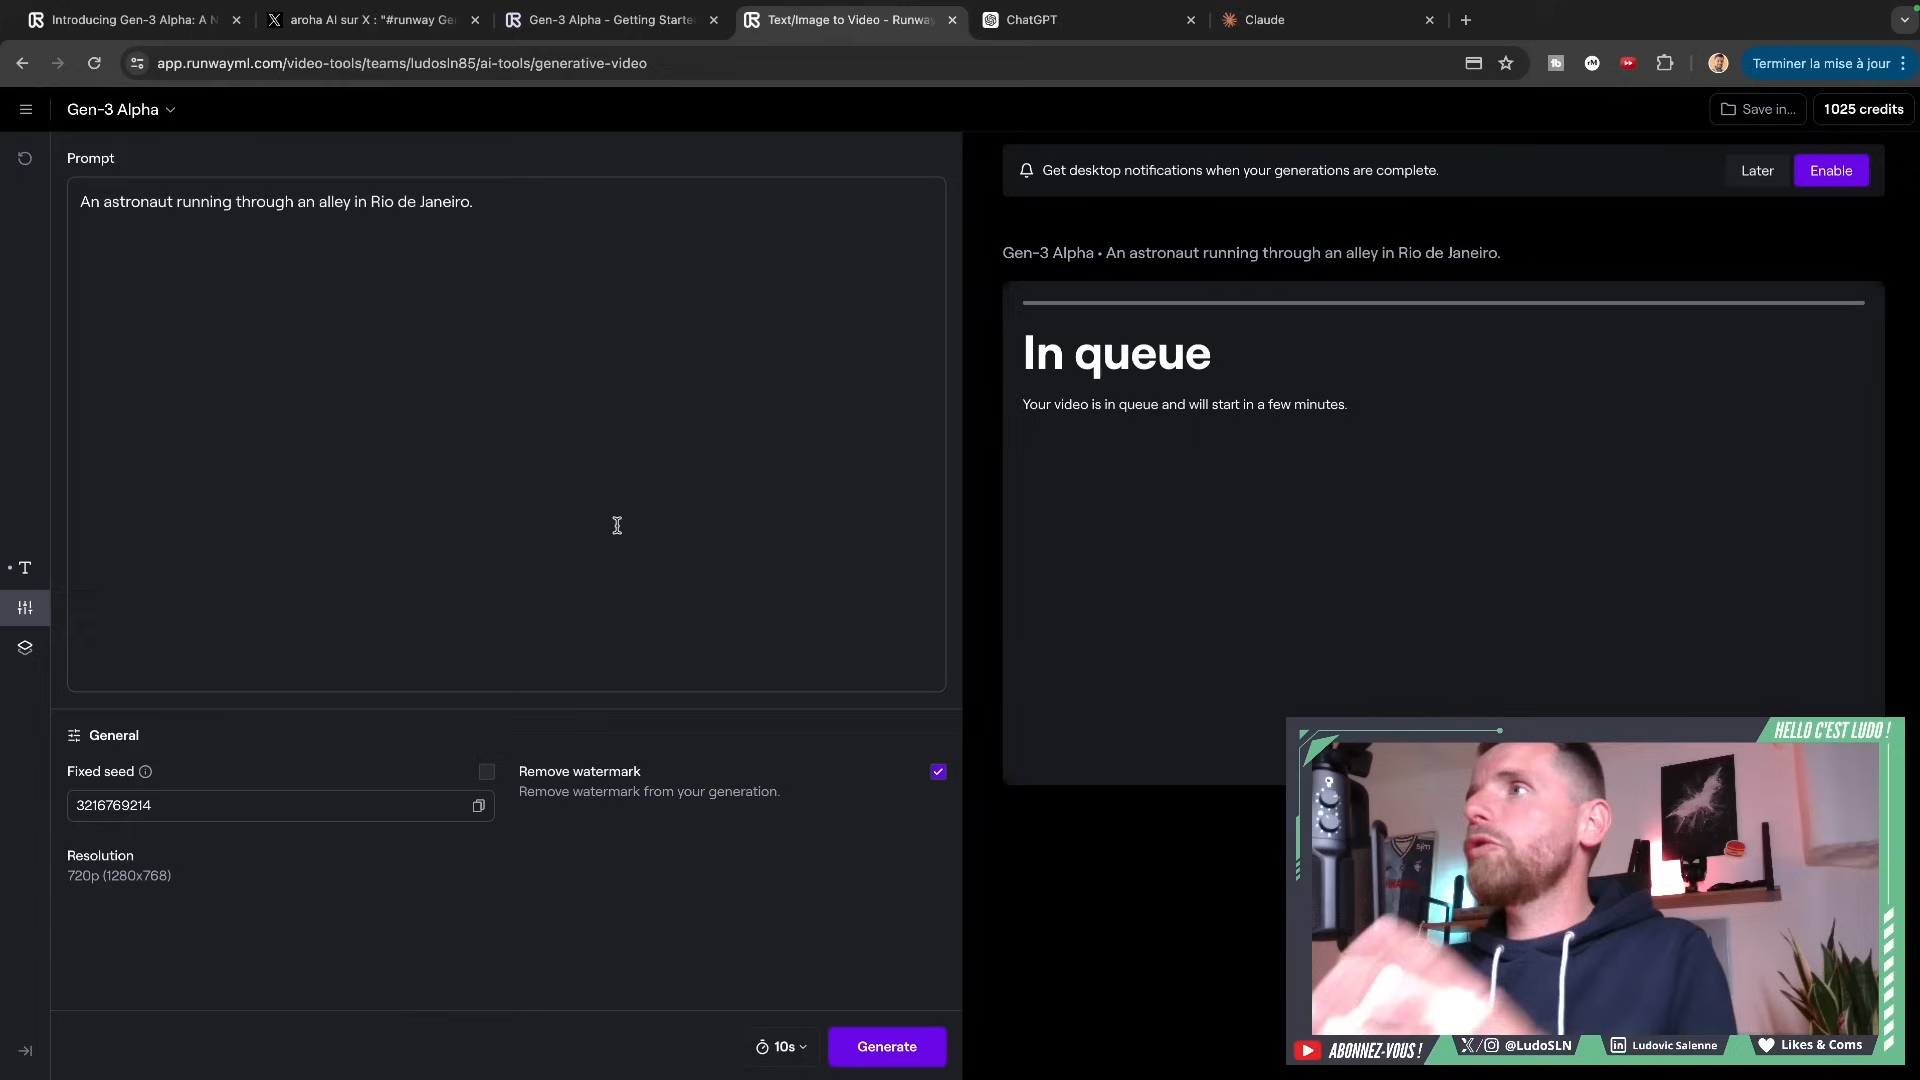 Introducing Gen-3 Alpha: A N
aroha AI sur X : "#runway Ge
Gen-3 Alpha - Getting Starte
Text/Image to Video - Runway
ChatGPT
Claude
app.runwayml.com/video-tools/teams/ludosln85/ai-tools/generative-video
Terminer la mise à jour
Gen-3 Alpha
Save in...
1025 credits
Prompt
An astronaut running through an alley in Rio de Janeiro.
Get desktop notifications when your generations are complete.
Later
Enable
Gen-3 Alpha • An astronaut running through an alley in Rio de Janeiro.
In queue
Your video is in queue and will start in a few minutes.
General
Fixed seed
3216769214
Remove watermark
Remove watermark from your generation.
Resolution
720p (1280x768)
10s
Generate
HELLO C'EST LUDO !
ABONNEZ-VOUS !
@LudoSLN
Ludovic Salenne
Likes & Coms